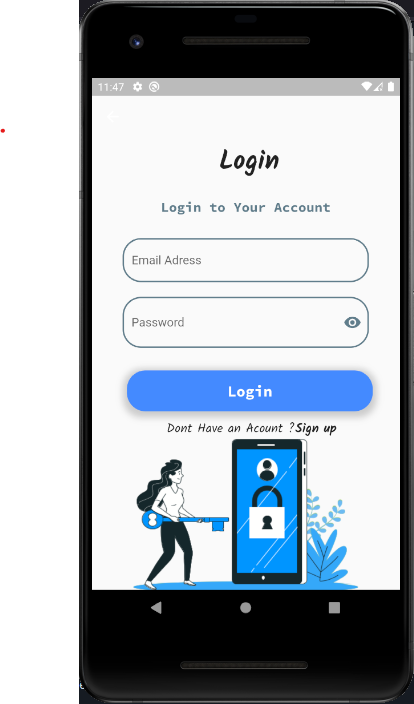 11:47
Login
Login to Your Account
Email Adress
Password
Login
Dont Have an Acount ?Sign up